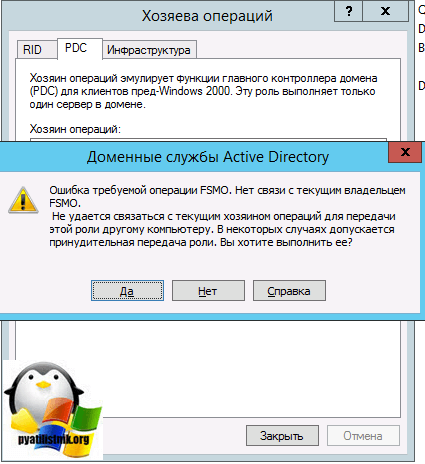 Хозяева операций
?
x
RID
PDC
Инфраструктура
Хозяин операций эмулирует функции главного контроллера домена
(PDC) для клиентов пред-Windows 2000. Эту роль выполняет только
один сервер в домене.
Хозяин операций:
Доменные службы Active Directory
x
Ошибка требуемой операции FSMO. Нет связи с текущим владельцем
FSMO.
Не удается связаться с текущим хозяином операций для передачи
этой роли другому компьютеру. В некоторых случаях допускается
принудительная передача роли. Вы хотите выполнить ее?
Да
Нет
Справка
pyatilistnik.org
Закрыть
Отмена